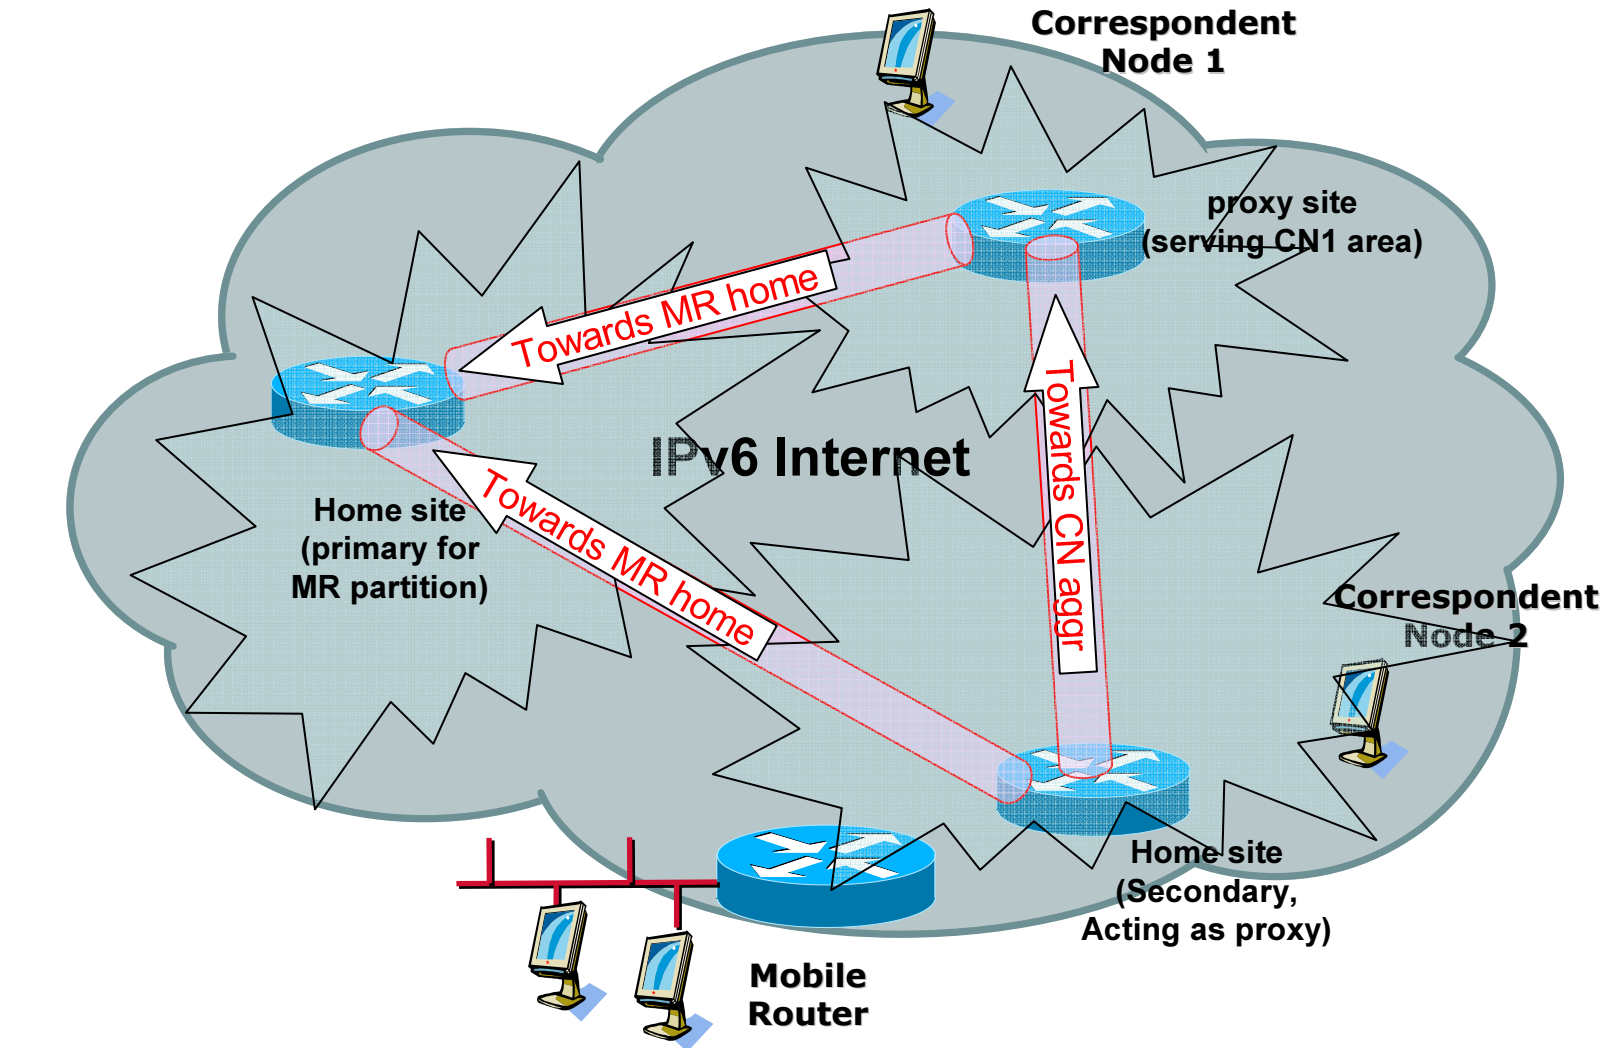 Correspondent
Node 1
proxy site
(serving CN1 area)
Towards MR home
IPv6 Internet
Towards CN aggr
Home site
(primary for
MR partition)
Towards MR home
Correspondent
Node 2
Home site
(Secondary,
Acting as proxy)
Mobile
Router